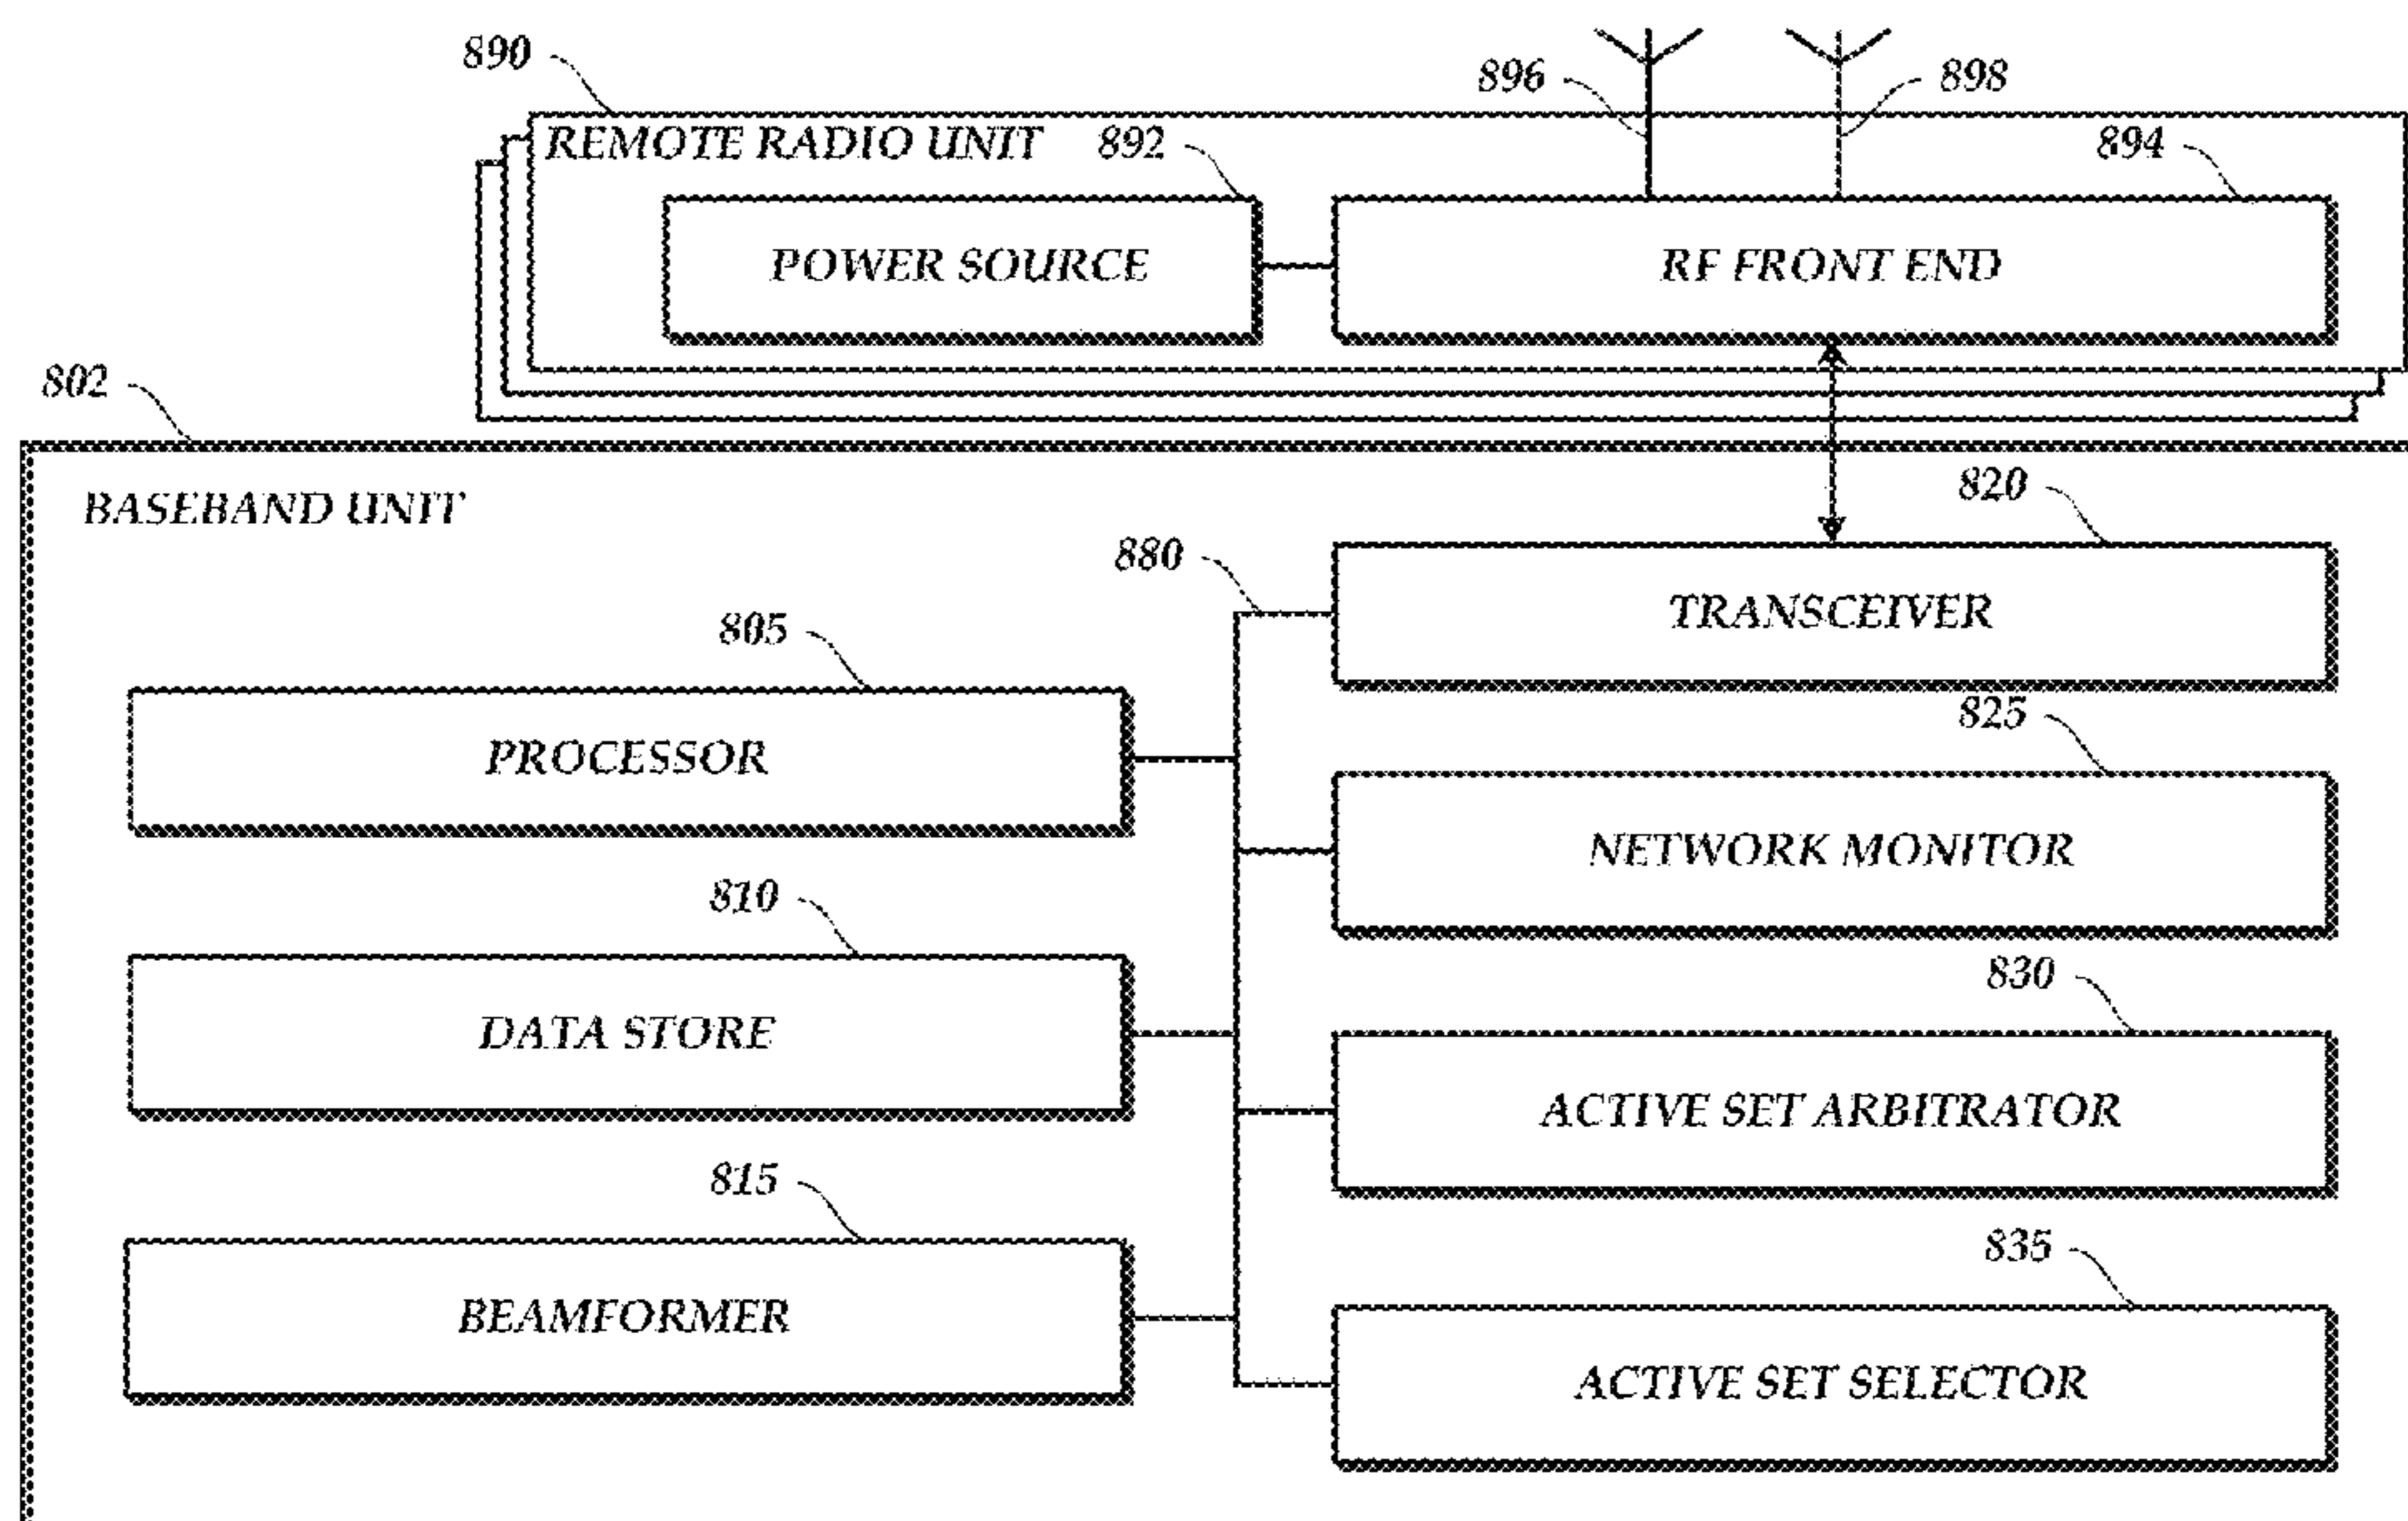 890
896
898
REMOTE RADIO UNIT
892
894
POWER SOURCE
RF FRONT END
802
BASEBAND UNIT
820
880
TRANSCEIVER
805
825
PROCESSOR
NETWORK MONITOR
810
830
DATA STORE
ACTIVE SET ARBITRATOR
815
835
BEAMFORMER
ACTIVE SET SELECTOR